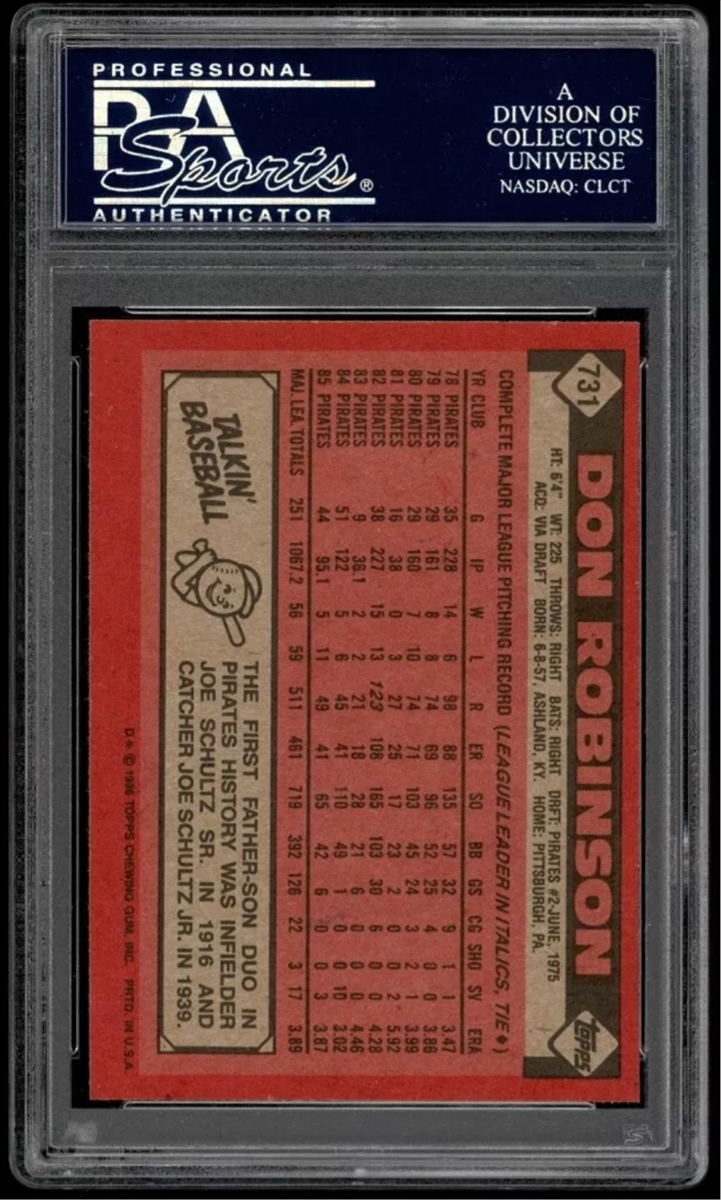 PROFESSIONAL
PSA
Sports®
AUTHENTICATOR
A
DIVISION OF
COLLECTORS
UNIVERSE
NASDAQ: CLCT
731
DON ROBINSON
topps
HT: 6'4" WT: 225 THROWS: RIGHT BATS: RIGHT DRFT: PIRATES #2-JUNE, 1975
ACQ: VIA DRAFT BORN: 6-8-57, ASHLAND, KY. HOME: PITTSBURGH, PA.
COMPLETE MAJOR LEAGUE PITCHING RECORD (LEAGUE LEADER IN ITALICS, TIE♦)
YR CLUB G IP W L R ER SO BB GS CG SHO SV ERA
78 PIRATES 35 228 14 6 98 88 135 57 32 9 1 1 3.47
79 PIRATES 29 161 8 8 74 69 96 52 25 4 0 0 3.86
80 PIRATES 29 160 7 10 74 71 103 45 24 3 2 1 3.99
81 PIRATES 16 38 0 3 27 25 17 23 2 0 0 2 5.92
82 PIRATES 38 227 15 13 123 108 165 103 30 6 0 0 4.28
83 PIRATES 9 36.1 2 2 21 18 28 21 6 0 0 0 4.46
84 PIRATES 51 122 5 6 45 41 110 49 1 0 0 10 3.02
85 PIRATES 44 95.1 5 11 49 41 65 42 6 0 0 3 3.87
MAJ. LEA. TOTALS 251 1067.2 56 59 511 461 719 392 126 22 3 17 3.89
TALKIN'
BASEBALL
THE FIRST FATHER-SON DUO IN
PIRATES HISTORY WAS INFIELDER
JOE SCHULTZ SR. IN 1916 AND
CATCHER JOE SCHULTZ JR. IN 1939.
D* © 1986 TOPPS CHEWING GUM, INC. PRTD. IN U.S.A.